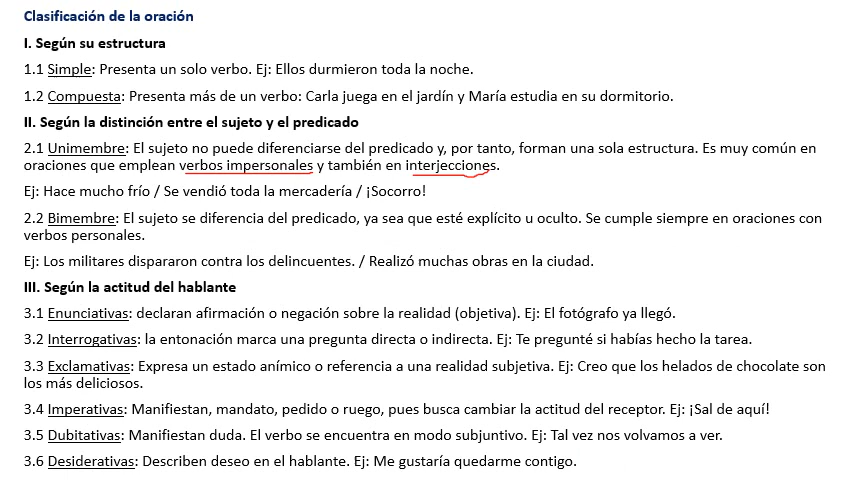 Clasificación de la oración
I. Según su estructura
1.1 Simple: Presenta un solo verbo. Ej: Ellos durmieron toda la noche.
1.2 Compuesta: Presenta más de un verbo: Carla juega en el jardín y María estudia en su dormitorio.
II. Según la distinción entre el sujeto y el predicado
2.1 Unimembre: El sujeto no puede diferenciarse del predicado y, por tanto, forman una sola estructura. Es muy común en
oraciones que emplean verbos impersonales y también en interjecciones.
Ej: Hace mucho frío / Se vendió toda la mercadería / ¡Socorro!
2.2 Bimembre: El sujeto se diferencia del predicado, ya sea que esté explícito u oculto. Se cumple siempre en oraciones con
verbos personales.
Ej: Los militares dispararon contra los delincuentes. / Realizó muchas obras en la ciudad.
III. Según la actitud del hablante
3.1 Enunciativas: declaran afirmación o negación sobre la realidad (objetiva). Ej: El fotógrafo ya llegó.
3.2 Interrogativas: la entonación marca una pregunta directa o indirecta. Ej: Te pregunté si habías hecho la tarea.
3.3 Exclamativas: Expresa un estado anímico o referencia a una realidad subjetiva. Ej: Creo que los helados de chocolate son
los más deliciosos.
3.4 Imperativas: Manifiestan, mandato, pedido o ruego, pues busca cambiar la actitud del receptor. Ej: ¡Sal de aquí!
3.5 Dubitativas: Manifiestan duda. El verbo se encuentra en modo subjuntivo. Ej: Tal vez nos volvamos a ver.
3.6 Desiderativas: Describen deseo en el hablante. Ej: Me gustaría quedarme contigo.